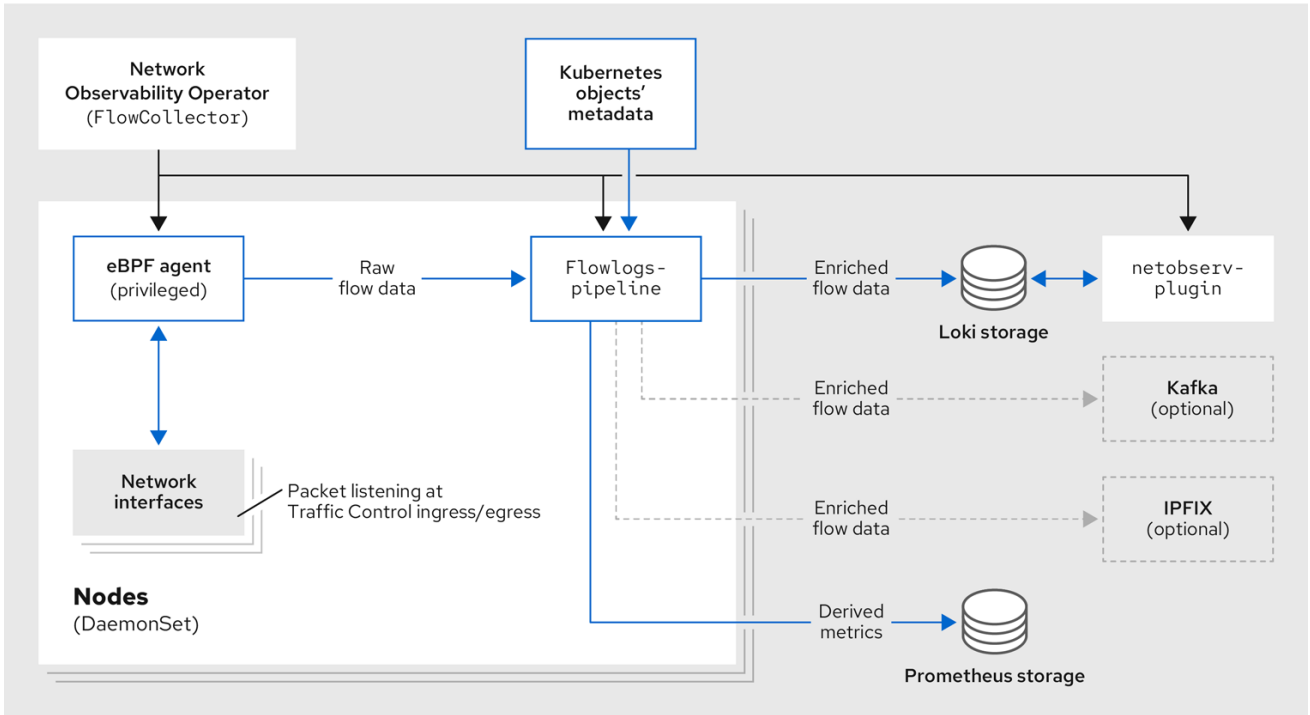 Network
Observability Operator
(FlowCollector)
Kubernetes
objects’
metadata
eBPF agent
(privileged)
Raw
flow data
Flowlogs-
pipeline
Enriched
flow data
Loki storage
netobserv-
plugin
Enriched
flow data
Kafka
(optional)
Network
interfaces
Packet listening at
Traffic Control ingress/egress
Enriched
flow data
IPFIX
(optional)
Nodes
(DaemonSet)
Derived
metrics
Prometheus storage